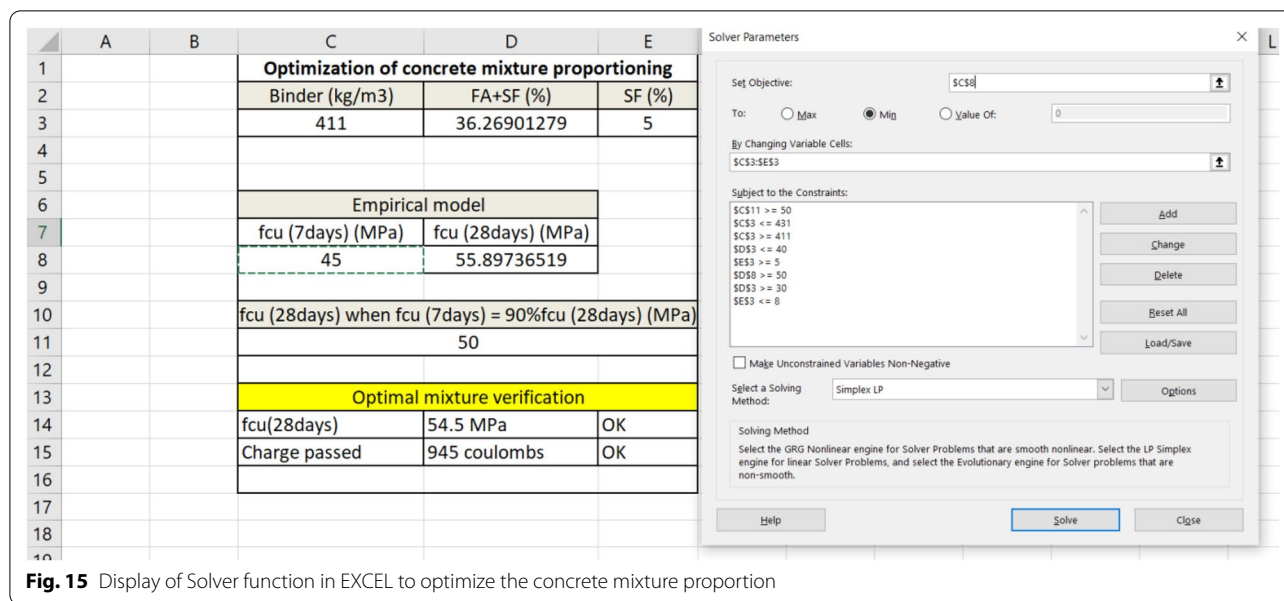 A B C D E
1 Optimization of concrete mixture proportioning
2 Binder (kg/m3) FA+SF (%) SF (%)
3 411 36.26901279 5
4
5
6 Empirical model
7 fcu (7days) (MPa) fcu (28days) (MPa)
8 45 55.89736519
9
10 fcu (28days) when fcu (7days) = 90%fcu (28days) (MPa)
11 50
12
13 Optimal mixture verification
14 fcu(28days) 54.5 MPa OK
15 Charge passed 945 coulombs OK
16
17
18
19
L
Solver Parameters
Set Objective: $C$8
To: Max Min Value Of: 0
By Changing Variable Cells:
$C$3:$E$3
Subject to the Constraints:
$C$11 >= 50
$C$3 <= 431
$C$3 >= 411
$D$3 <= 40
$E$3 >= 5
$D$8 >= 50
$D$3 >= 30
$E$3 <= 8
Add
Change
Delete
Reset All
Load/Save
Make Unconstrained Variables Non-Negative
Select a Solving
Method:
Simplex LP
Options
Solving Method
Select the GRG Nonlinear engine for Solver Problems that are smooth nonlinear. Select the LP Simplex
engine for linear Solver Problems, and select the Evolutionary engine for Solver problems that are
non-smooth.
Help Solve Close
Fig. 15 Display of Solver function in EXCEL to optimize the concrete mixture proportion